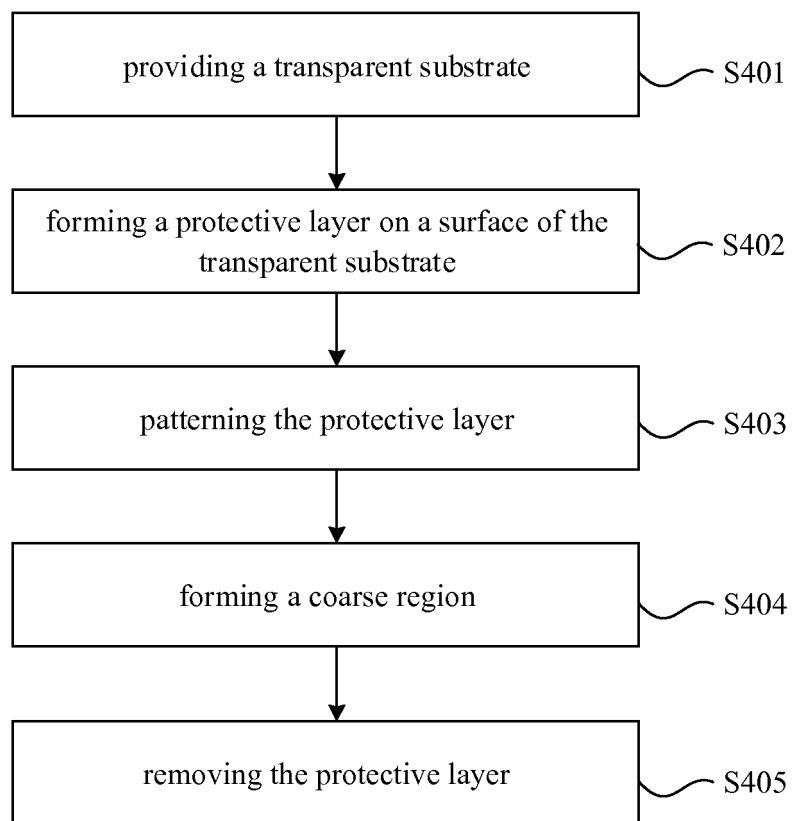 providing a transparent substrate
S401
forming a protective layer on a surface of the
transparent substrate
S402
patterning the protective layer
S403
forming a coarse region
S404
removing the protective layer
S405